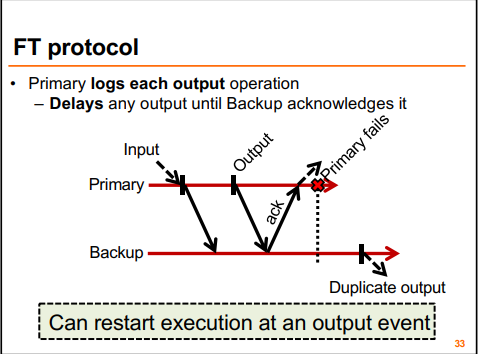 FT protocol
• Primary logs each output operation
– Delays any output until Backup acknowledges it
Input
Output
Primary fails
Primary
ack
Backup
Duplicate output
Can restart execution at an output event
33